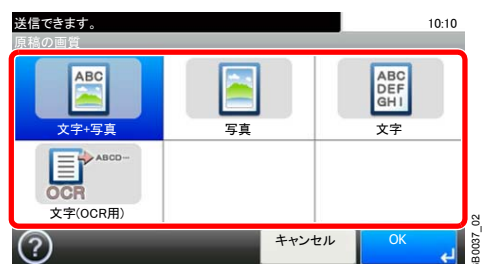 送信できます。
10:10
原稿の画質
ABC
ABC
DEF
GHI
文字+写真
写真
文字
ABCD--
OCR
文字(OCR用)
?
キャンセル
OK
B0037_02